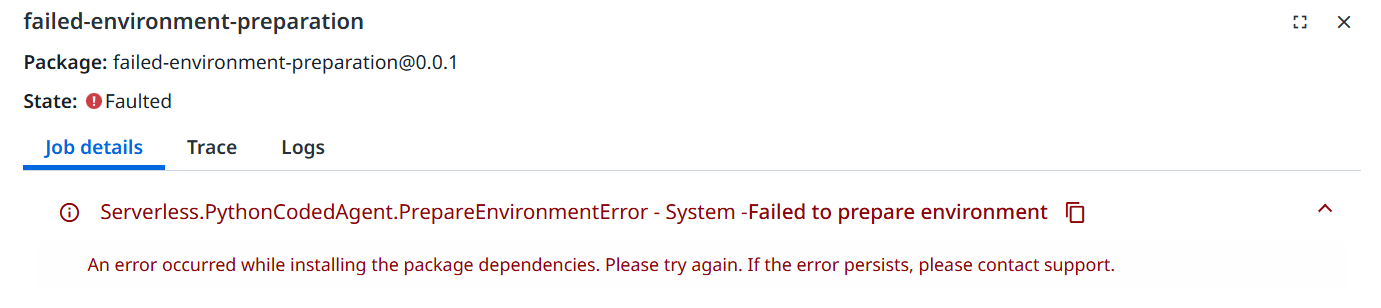 failed-environment-preparation
Package: failed-environment-preparation@0.0.1
State: Faulted
Job details Trace Logs
Serverless.PythonCodedAgent.PrepareEnvironmentError - System -Failed to prepare environment
An error occurred while installing the package dependencies. Please try again. If the error persists, please contact support.